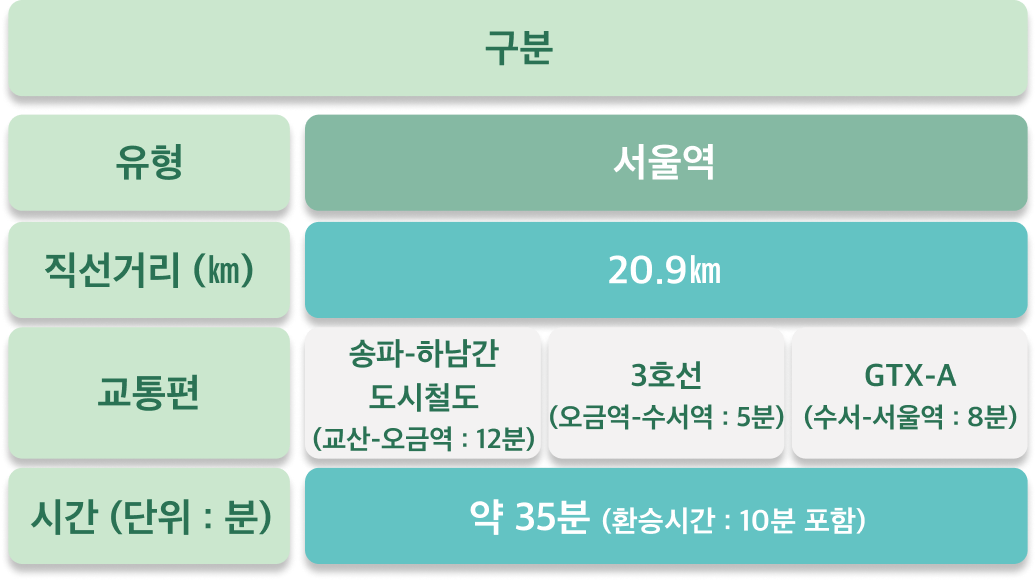 구분
유형
서울역
직선거리 (㎞)
20.9㎞
교통편
송파-하남간
도시철도
(교산-오금역 : 12분)
3호선
(오금역-수서역 : 5분)
GTX-A
(수서-서울역 : 8분)
시간 (단위 : 분)
약 35분 (환승시간 : 10분 포함)